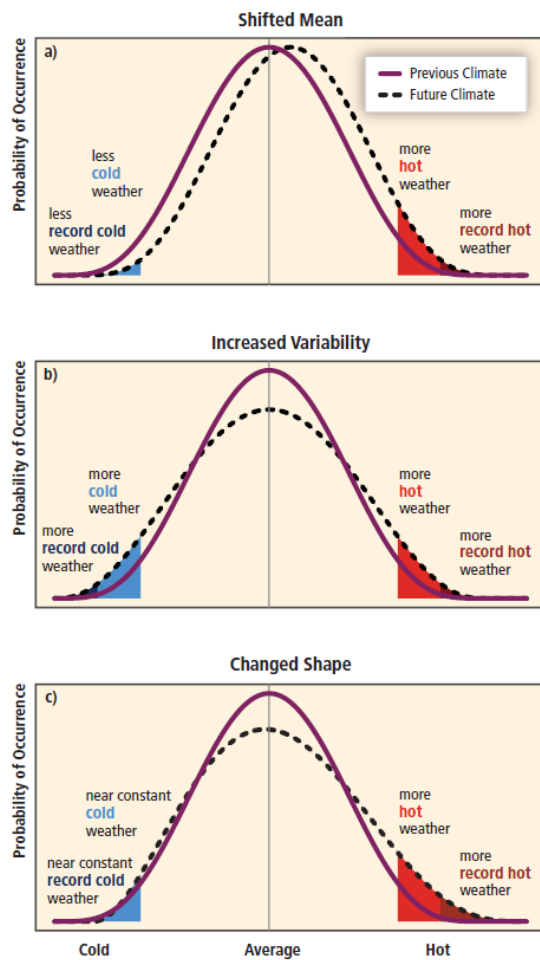 Shifted Mean
Probability of Occurrence
a)
Previous Climate
Future Climate
less
cold
weather
less
record cold
weather
more
hot
weather
more
record hot
weather
Increased Variability
Probability of Occurrence
b)
more
cold
weather
more
record cold
weather
more
hot
weather
more
record hot
weather
Changed Shape
Probability of Occurrence
c)
near constant
cold
weather
near constant
record cold
weather
more
hot
weather
more
record hot
weather
Cold
Average
Hot